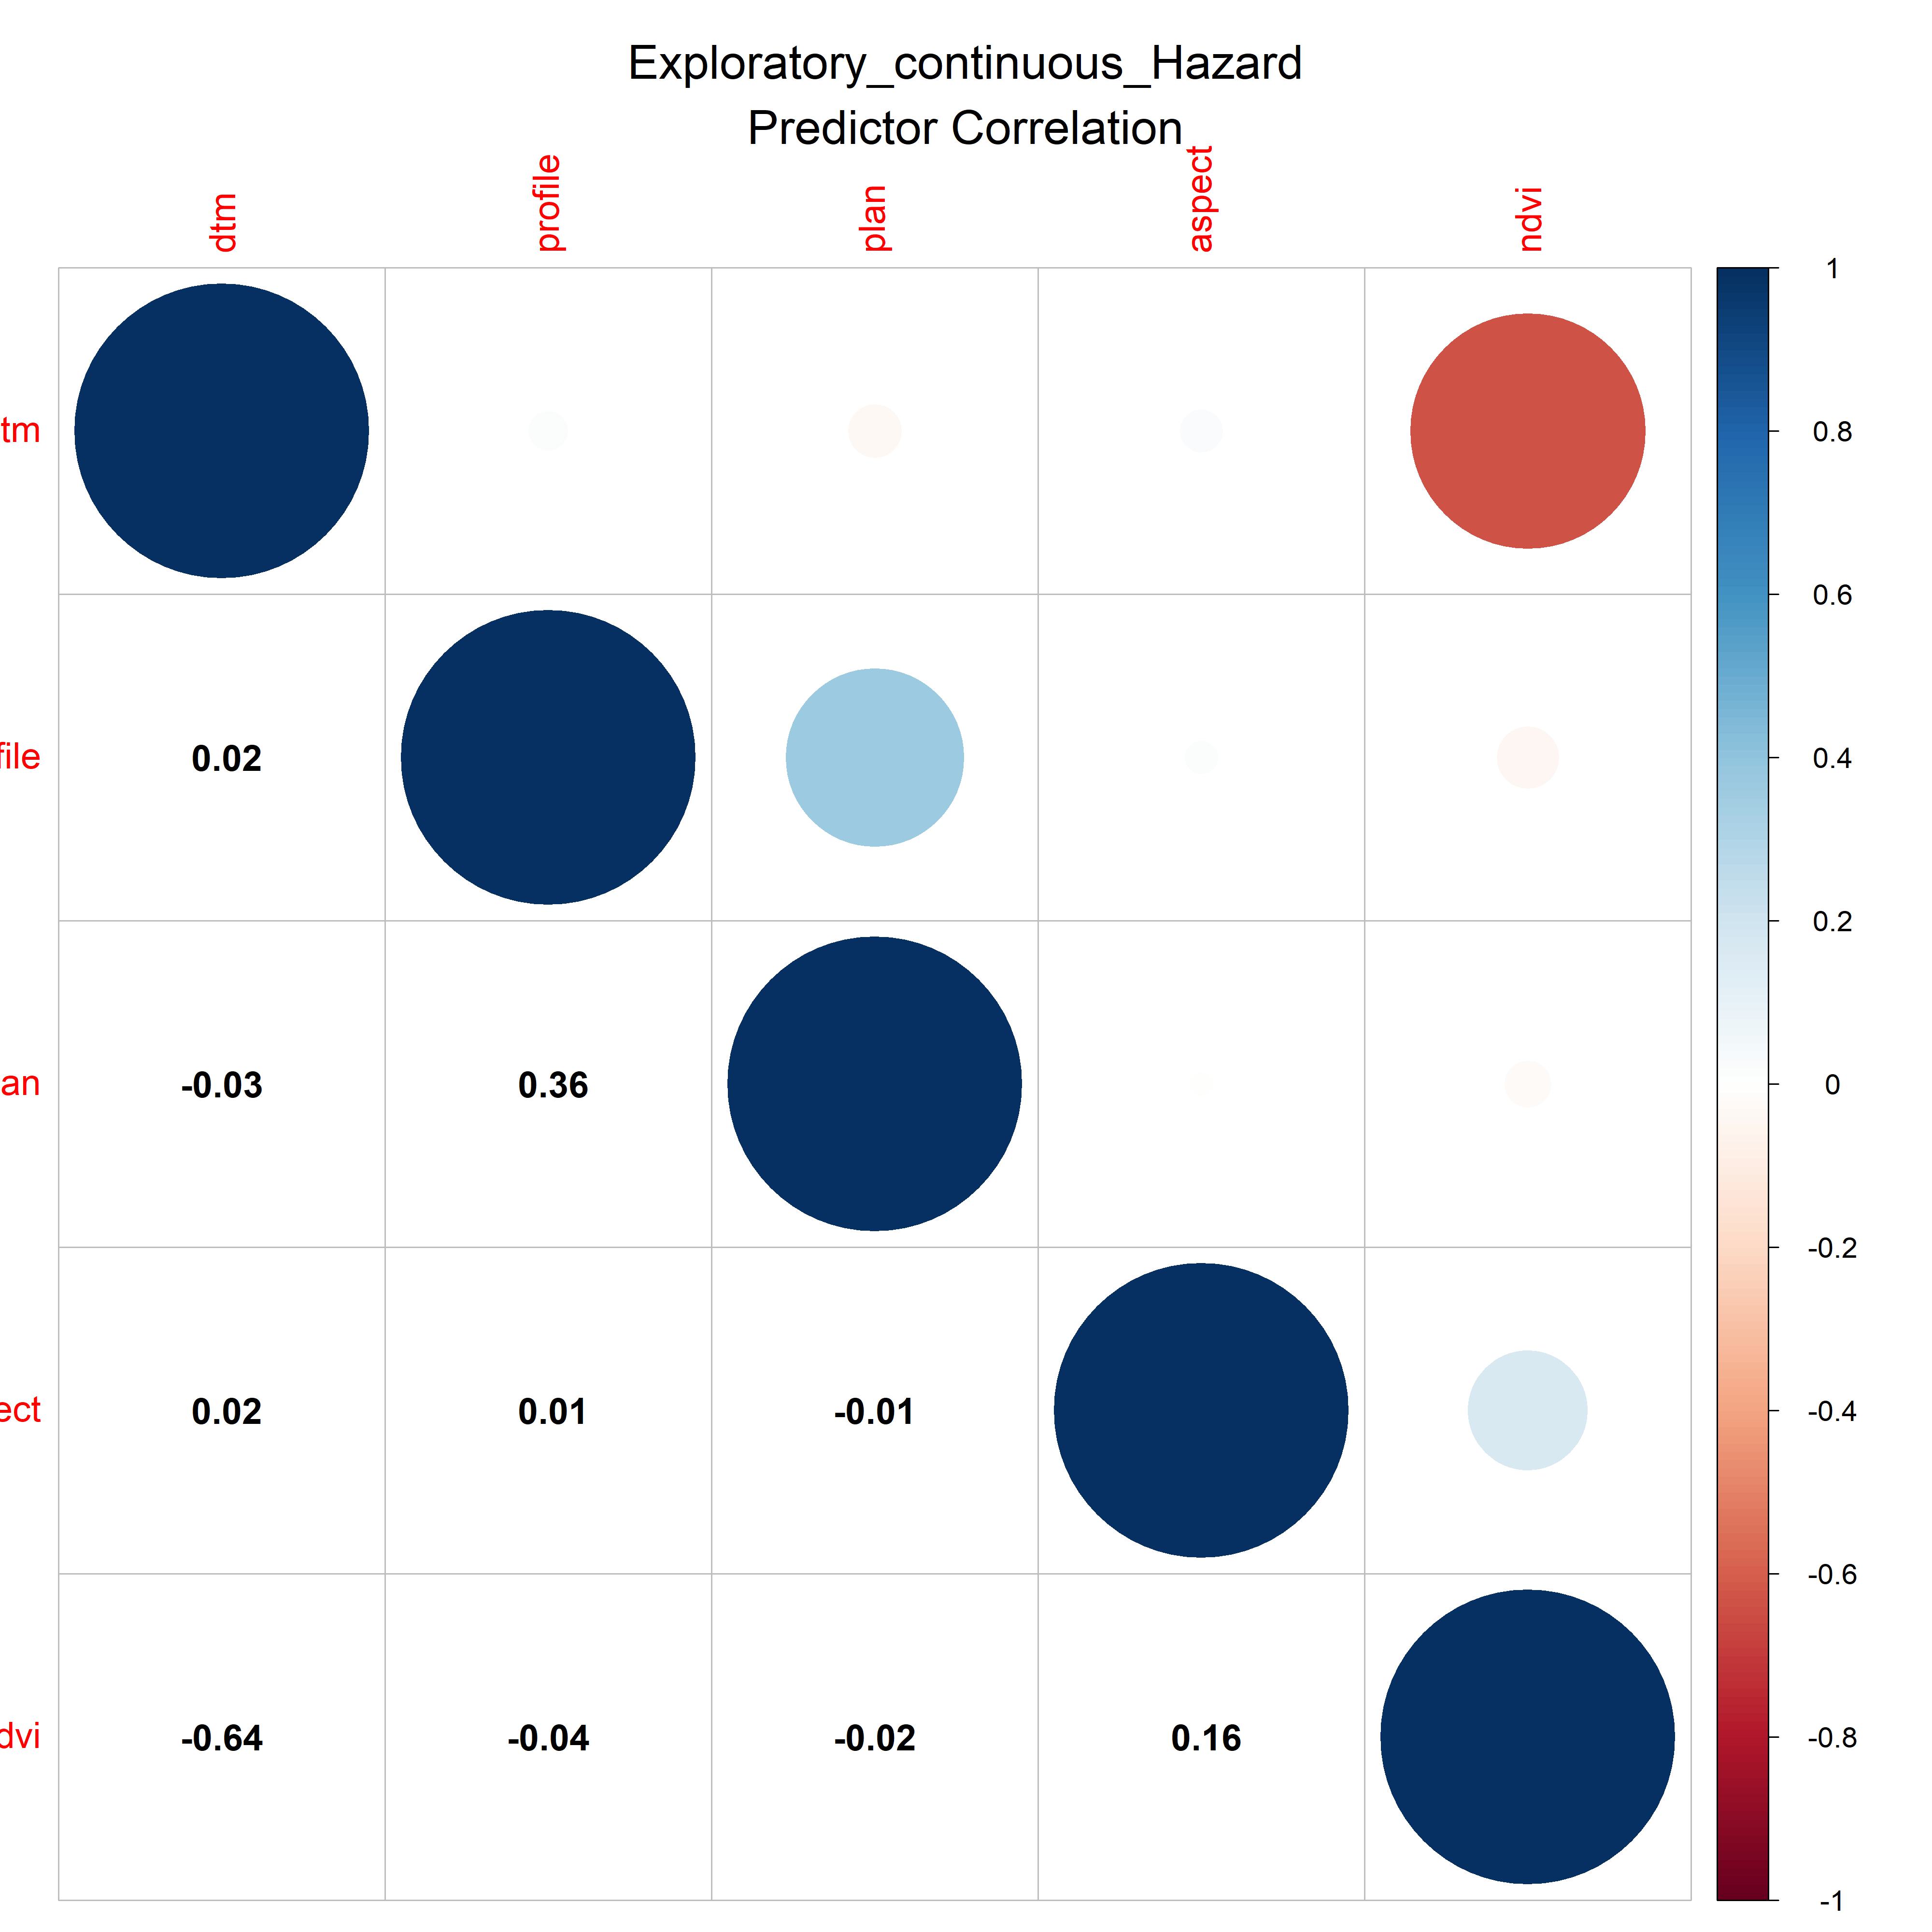 Exploratory_continuous_Hazard
Predictor Correlation
dtm profile plan aspect ndvi
1
tm
0.8
0.6
file 0.02
0.4
0.2
an -0.03 0.36
0
-0.2
ect 0.02 0.01 -0.01
-0.4
-0.6
dvi -0.64 -0.04 -0.02 0.16
-0.8
-1